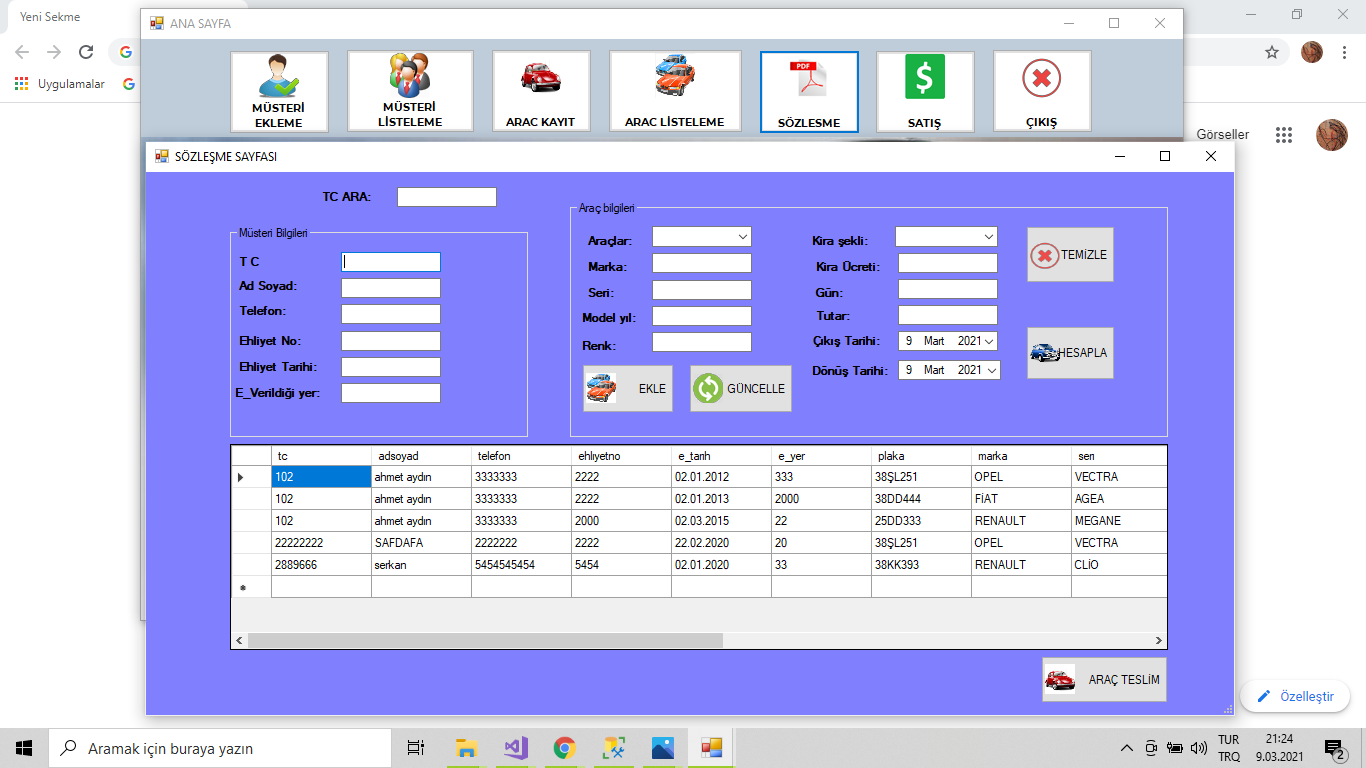 Yeni Sekme
ANA SAYFA
Uygulamalar
MÜSTERİ EKLEME
MÜSTERİ LİSTELEME
ARAC KAYIT
ARAC LİSTELEME
PDF
SÖZLESME
$
SATIŞ
ÇIKIŞ
Görseller
SÖZLEŞME SAYFASI
TC ARA:
Müsteri Bilgileri
T C
Ad Soyad:
Telefon:
Ehliyet No:
Ehliyet Tarihi:
E_Verildiği yer:
Araç bilgileri
Araçlar:
Marka:
Seri:
Model yıl:
Renk:
EKLE
GÜNCELLE
Kira şekli:
Kira Ücreti:
Gün:
Tutar:
Çıkış Tarihi: 9 Mart 2021
Dönüş Tarihi: 9 Mart 2021
TEMİZLE
HESAPLA
tc adsoyad telefon ehliyetno e_tarih e_yer plaka marka seri
102 ahmet aydın 3333333 2222 02.01.2012 333 38ŞL251 OPEL VECTRA
102 ahmet aydın 3333333 2222 02.01.2013 2000 38DD444 FİAT AGEA
102 ahmet aydın 3333333 2000 02.03.2015 22 25DD333 RENAULT MEGANE
22222222 SAFDAFA 2222222 2222 22.02.2020 20 38ŞL251 OPEL VECTRA
2889666 serkan 5454545454 5454 02.01.2020 33 38KK393 RENAULT CLİO
ARAÇ TESLİM
Özelleştir
Aramak için buraya yazın
TUR
TRQ
21:24
9.03.2021
2